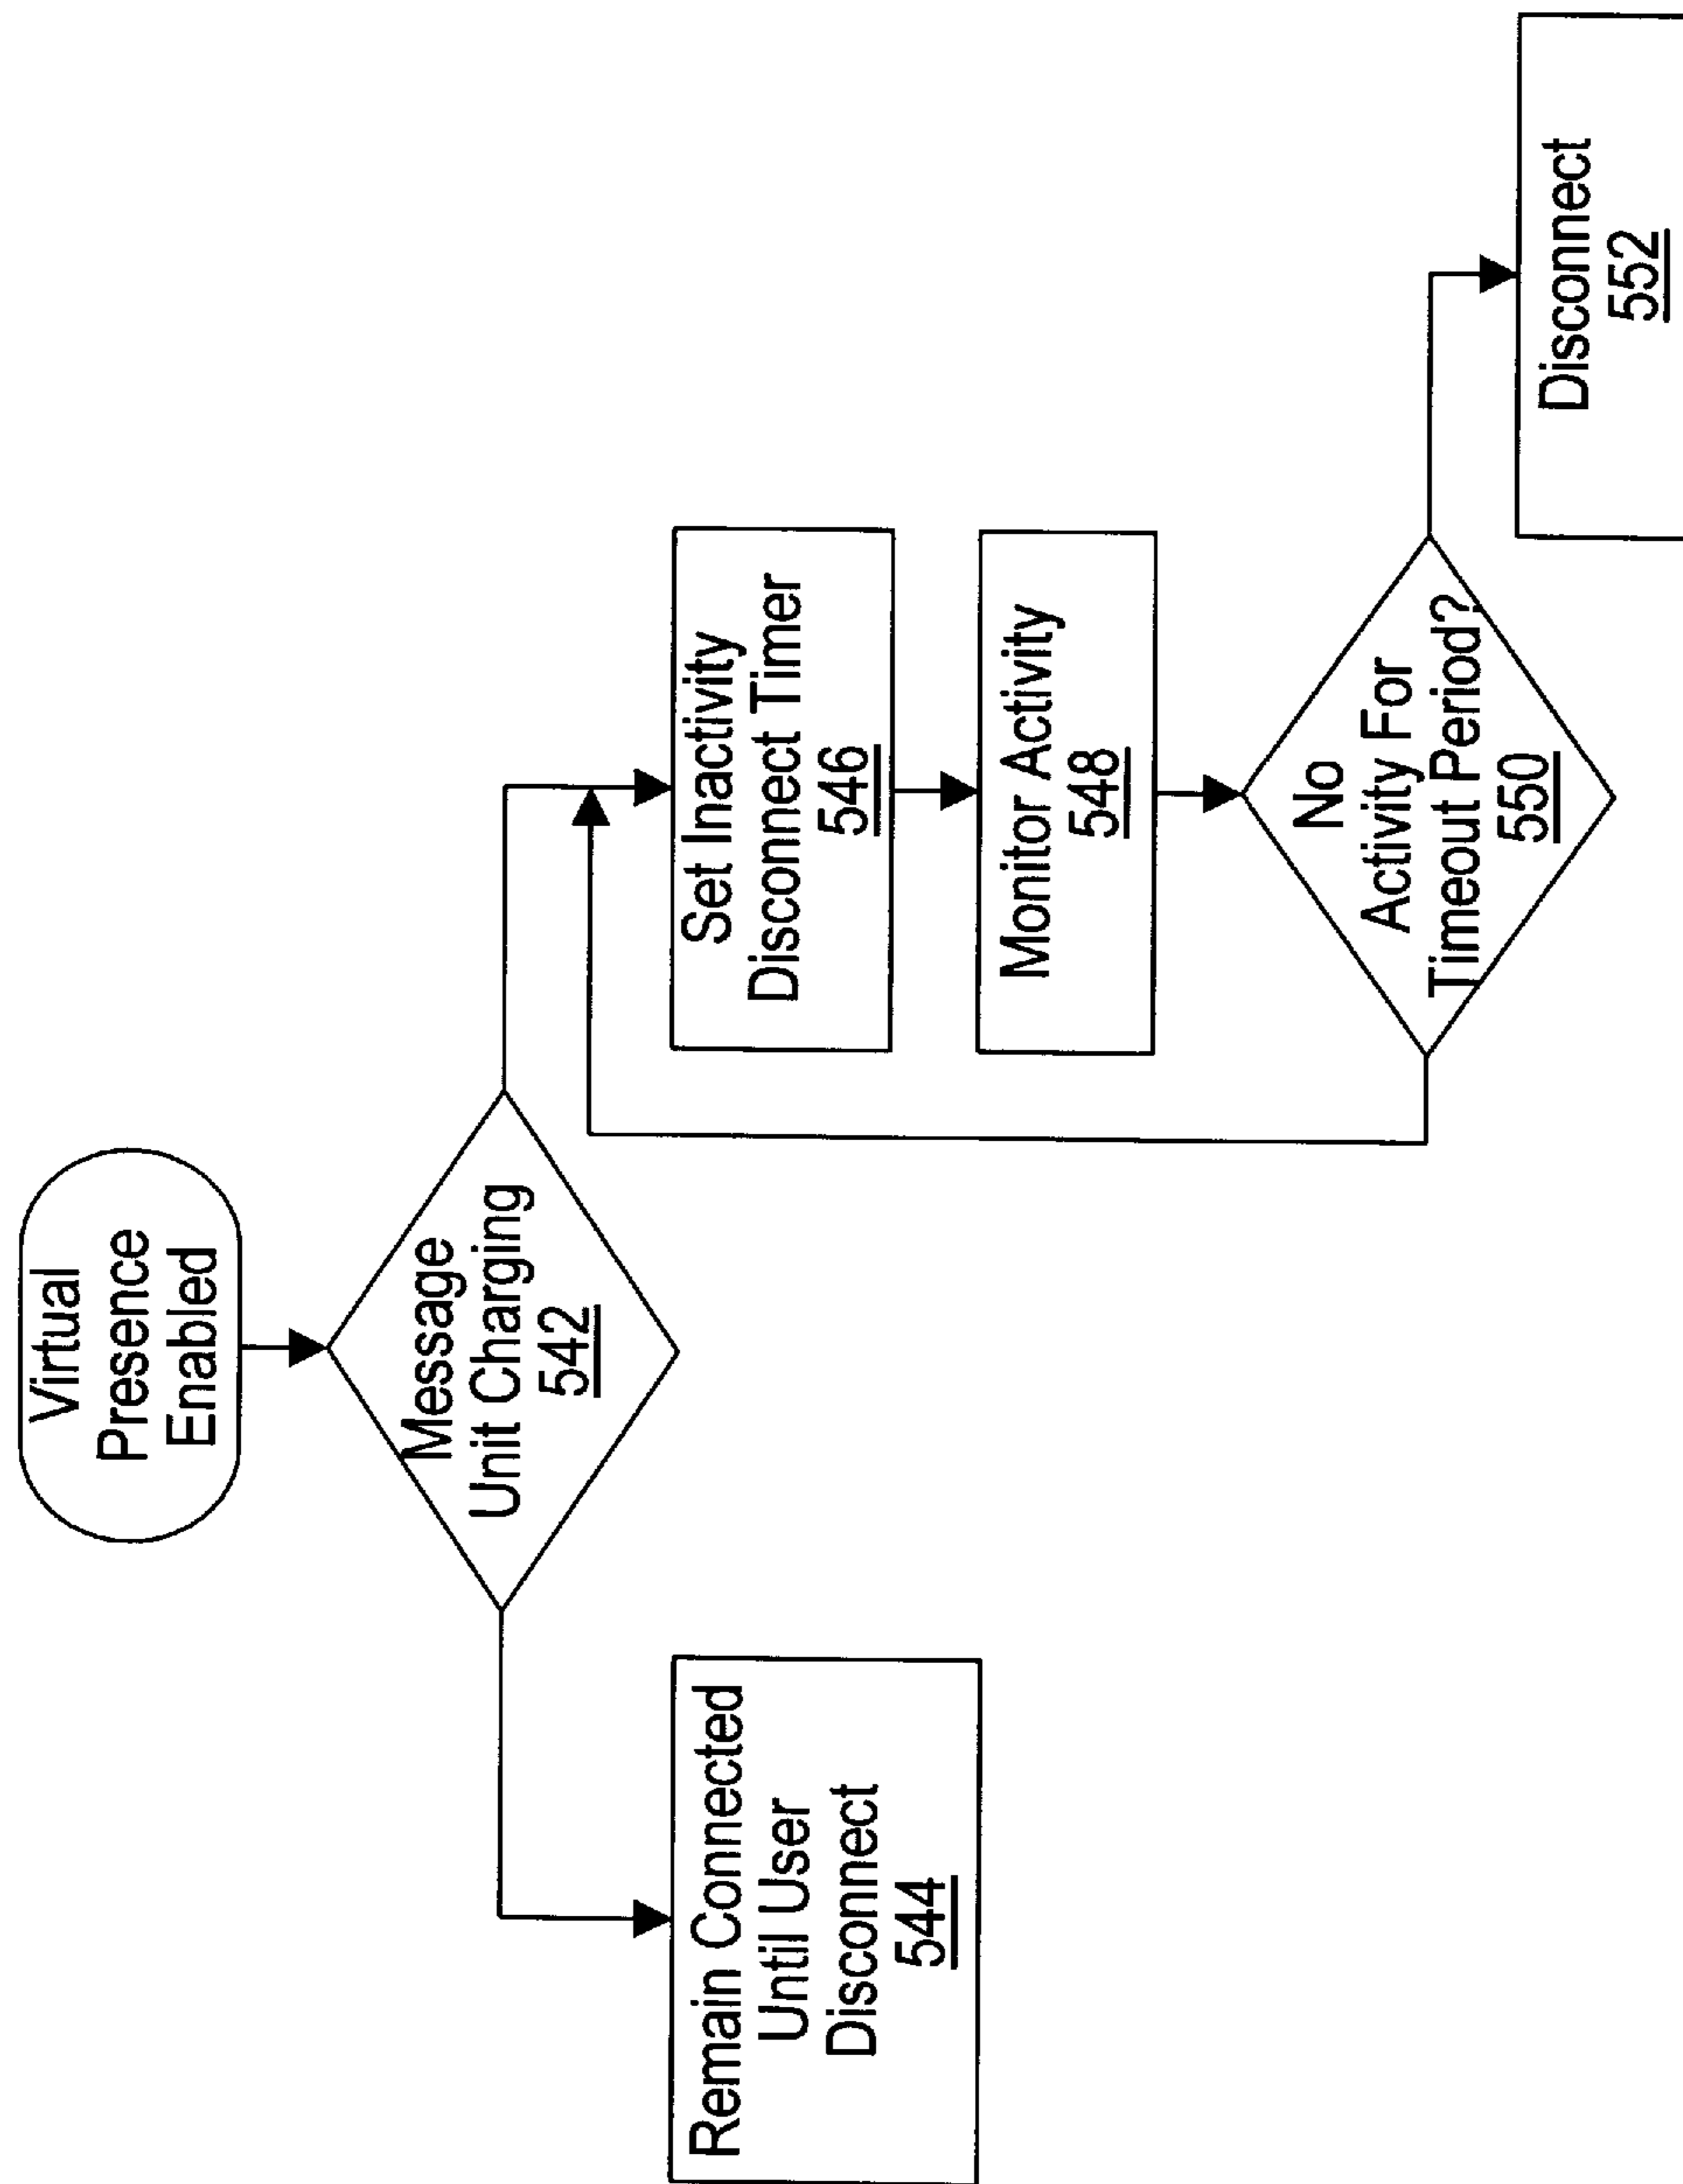 Virtual
Presence
Enabled
Message
Unit Charging
542
Remain Connected
Until User
Disconnect
544
Set Inactivity
Disconnect Timer
546
Monitor Activity
548
No
Activity For
Timeout Period?
550
Disconnect
552